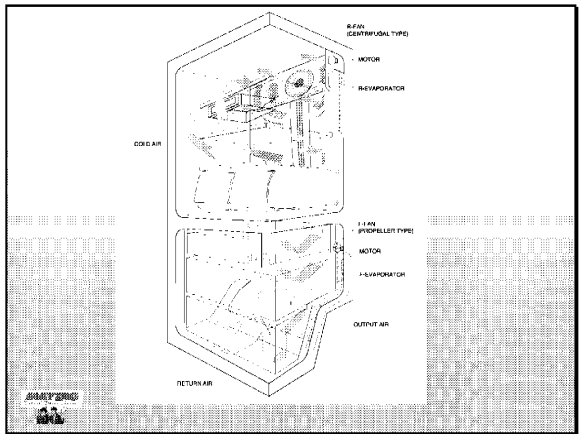 R-FAN
(CENTRIFUGAL TYPE)
MOTOR
R-EVAPORATOR
COLD AIR
F-FAN
(PROPELLER TYPE)
MOTOR
F-EVAPORATOR
OUTPUT AIR
RETURN AIR